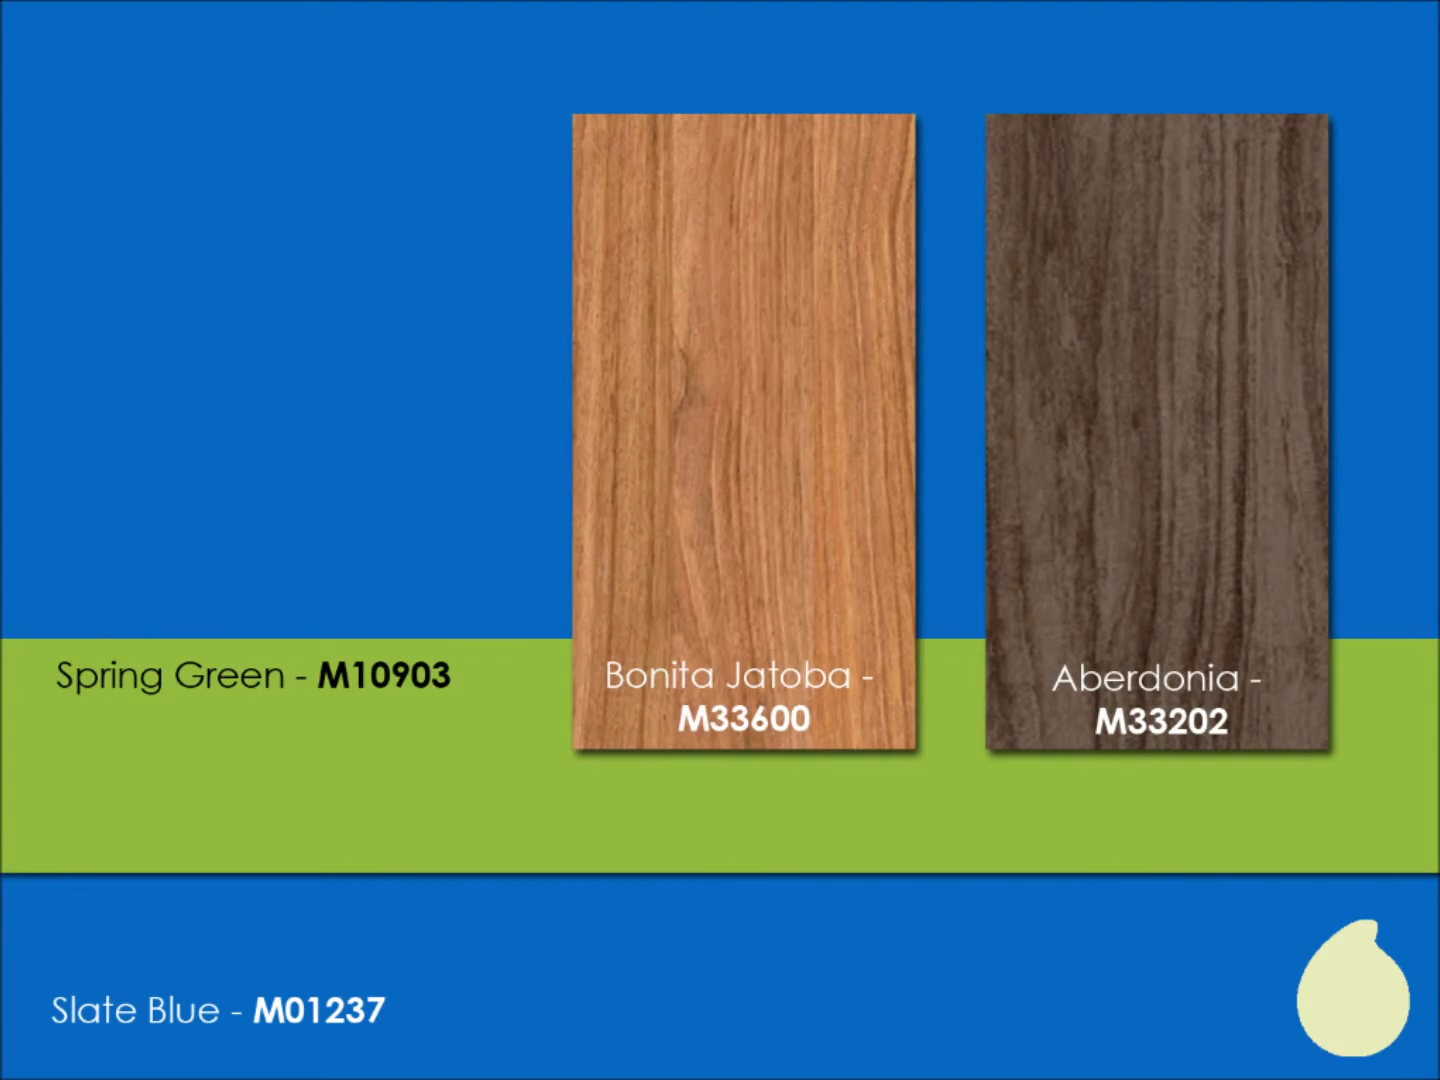 Spring Green - M10903
Bonita Jatoba -
M33600
Aberdonia -
M33202
Slate Blue - M01237